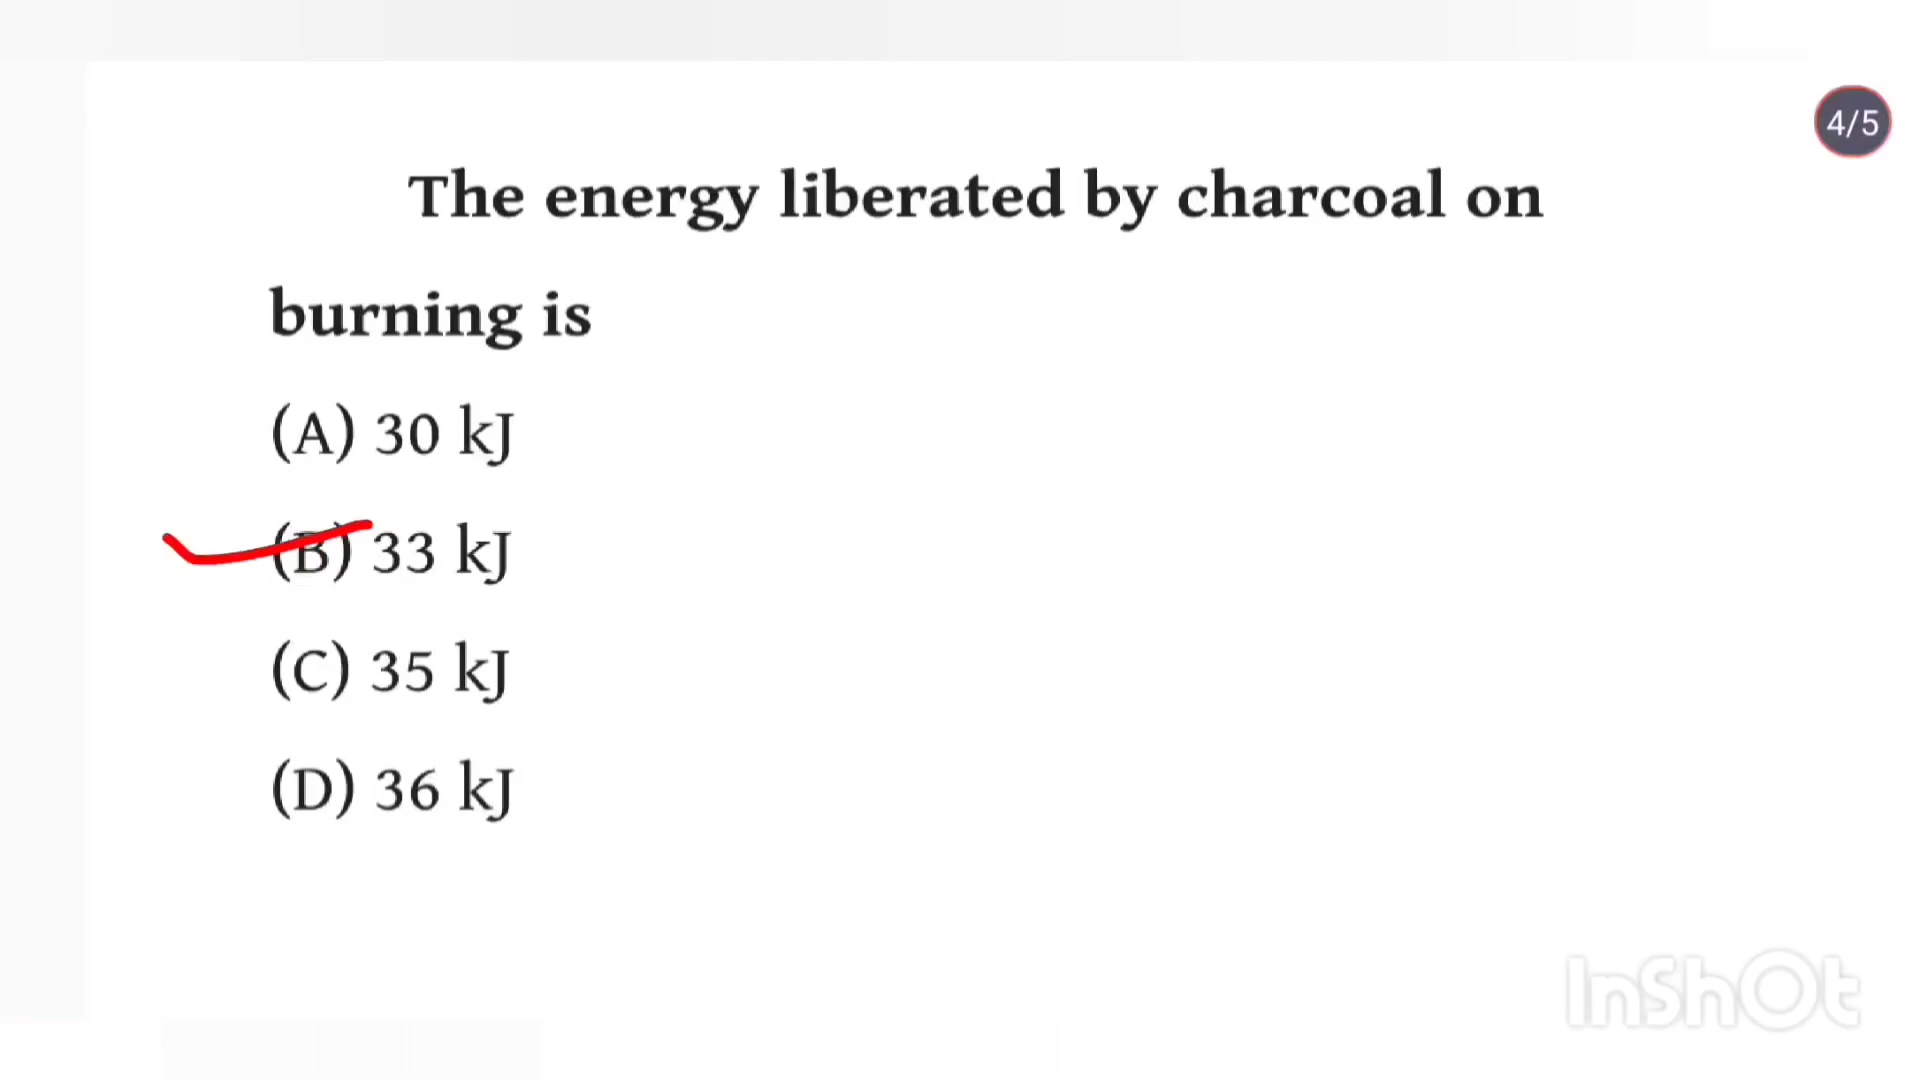 4/5
The energy liberated by charcoal on
burning is
(A) 30 kJ
(B) 33 kJ
(C) 35 kJ
(D) 36 kJ
InShOt